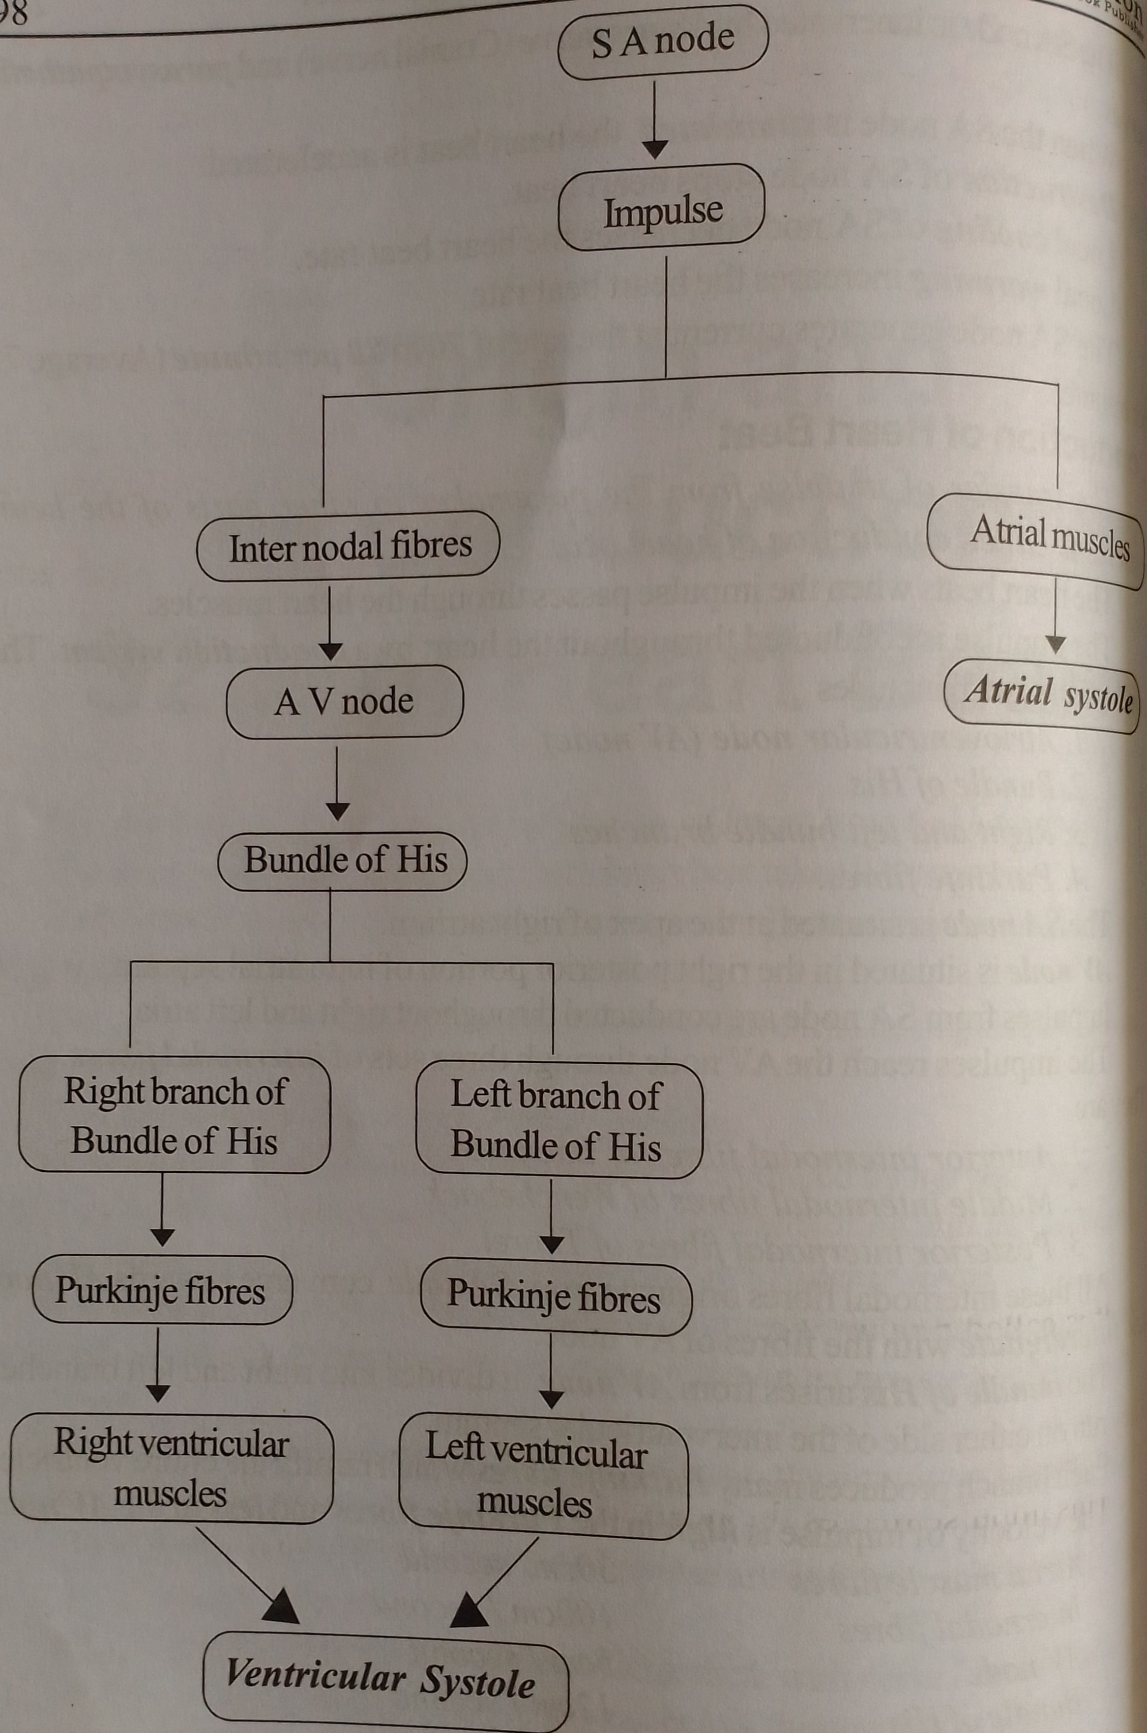 98
S A node
Impulse
Inter nodal fibres
Atrial muscles
A V node
Atrial systole
Bundle of His
Right branch of
Bundle of His
Left branch of
Bundle of His
Purkinje fibres
Purkinje fibres
Right ventricular
muscles
Left ventricular
muscles
Ventricular Systole